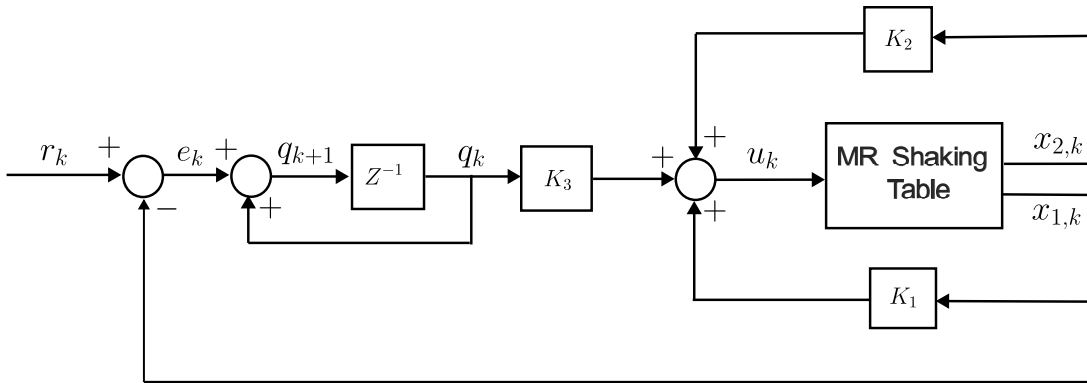 K_2
r_k
+
−
e_k
+
+
q_{k+1}
Z^{-1}
q_k
K_3
+
+
+
u_k
MR Shaking
Table
x_{2,k}
x_{1,k}
K_1